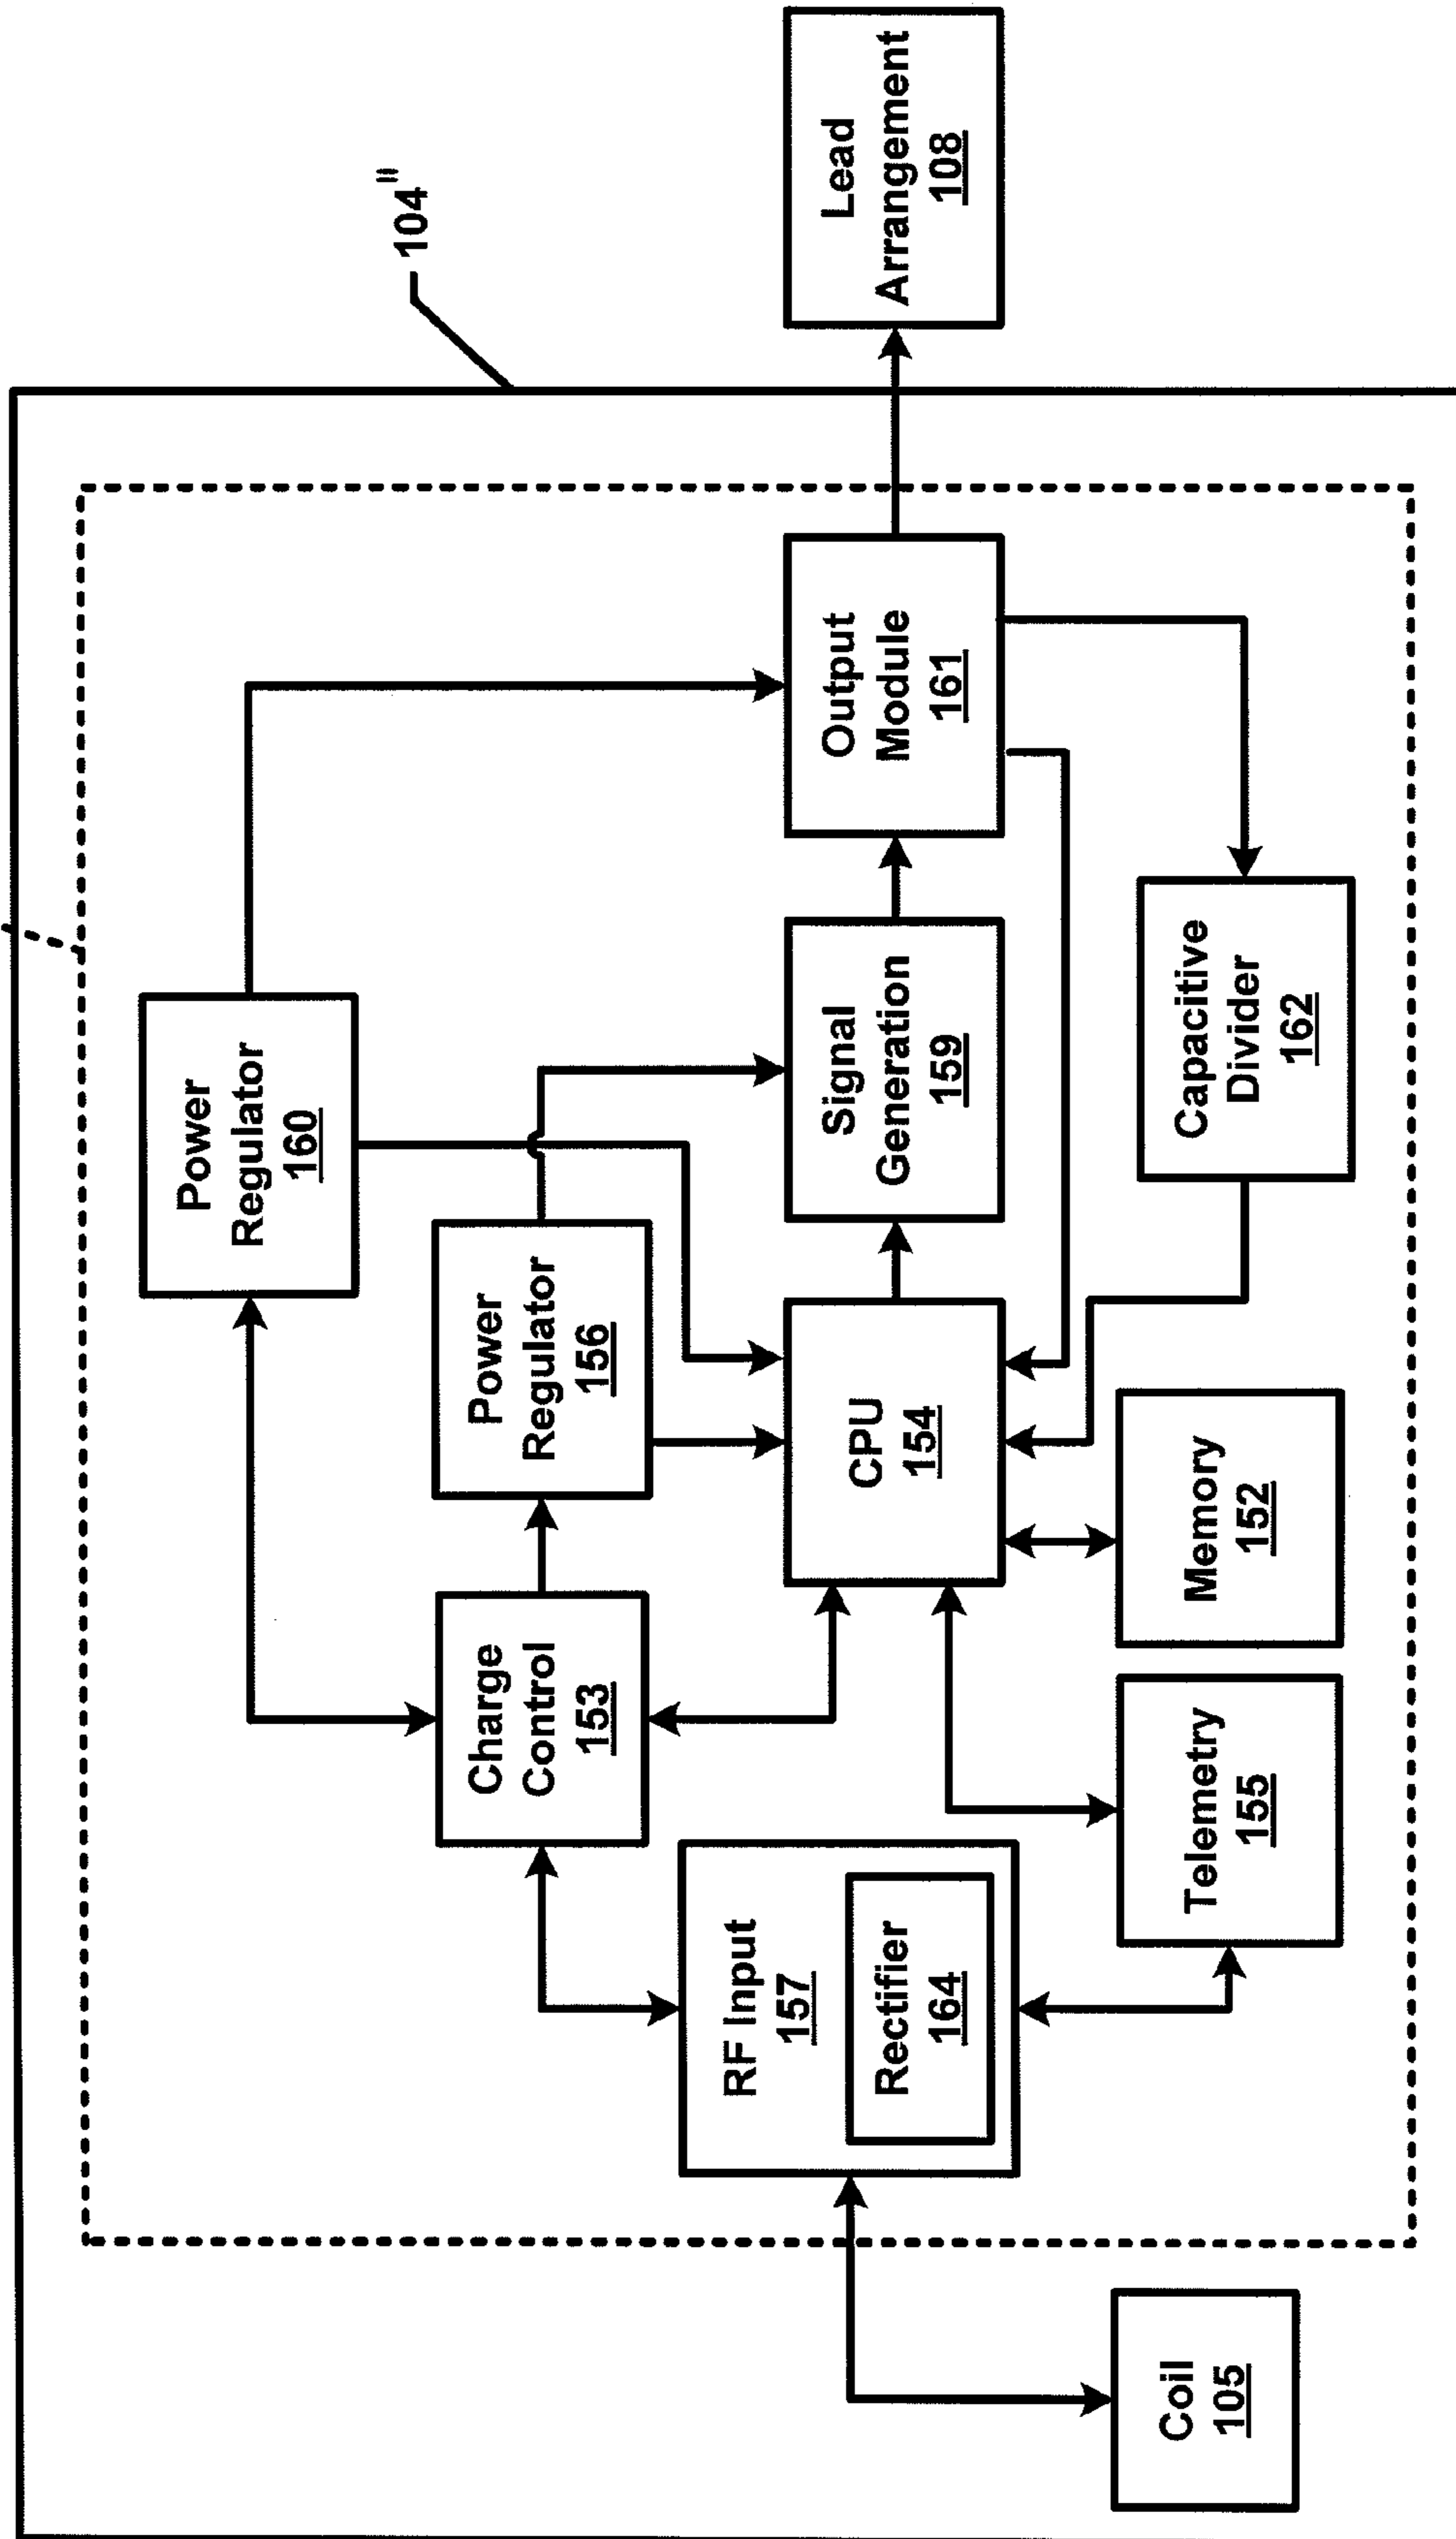 104"
Power
Regulator
160
Power
Regulator
156
Charge
Control
153
RF Input
157
Rectifier
164
CPU
154
Signal
Generation
159
Output
Module
161
Lead
Arrangement
108
Coil
105
Telemetry
155
Memory
152
Capacitive
Divider
162